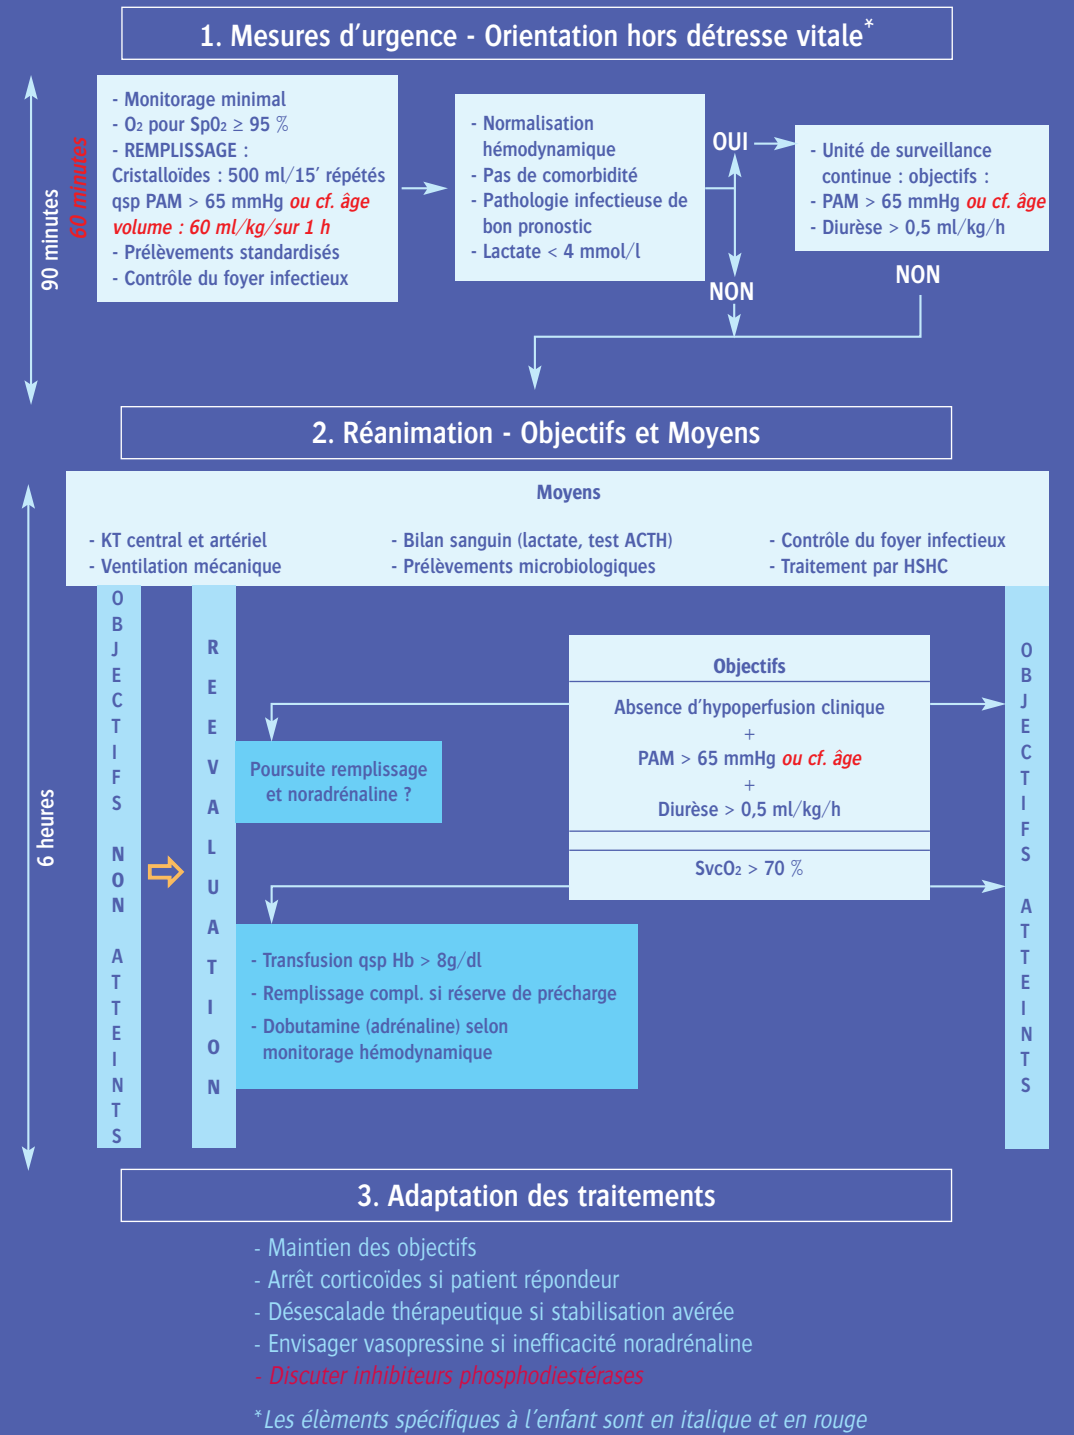 1. Mesures d'urgence - Orientation hors détresse vitale*
90 minutes
60 minutes
- Monitorage minimal
- O2 pour SpO2 ≥ 95 %
- REMPLISSAGE :
Cristalloïdes : 500 ml/15' répétés
qsp PAM > 65 mmHg ou cf. âge
volume : 60 ml/kg/sur 1 h
- Prélèvements standardisés
- Contrôle du foyer infectieux
- Normalisation
hémodynamique
- Pas de comorbidité
- Pathologie infectieuse de
bon pronostic
- Lactate < 4 mmol/l
OUI
NON
- Unité de surveillance
continue : objectifs :
- PAM > 65 mmHg ou cf. âge
- Diurèse > 0,5 ml/kg/h
NON
2. Réanimation - Objectifs et Moyens
6 heures
Moyens
- KT central et artériel
- Ventilation mécanique
- Bilan sanguin (lactate, test ACTH)
- Prélèvements microbiologiques
- Contrôle du foyer infectieux
- Traitement par HSHC
OBJECTIFS NON ATTEINTS
REEVALUATION
Poursuite remplissage
et noradrénaline ?
Objectifs
Absence d'hypoperfusion clinique
+
PAM > 65 mmHg ou cf. âge
+
Diurèse > 0,5 ml/kg/h
SvcO2 > 70 %
- Transfusion qsp Hb > 8g/dl
- Remplissage compl. si réserve de précharge
- Dobutamine (adrénaline) selon
monitorage hémodynamique
OBJECTIFS ATTEINTS
3. Adaptation des traitements
- Maintien des objectifs
- Arrêt corticoïdes si patient répondeur
- Désescalade thérapeutique si stabilisation avérée
- Envisager vasopressine si inefficacité noradrénaline
- Discuter inhibiteurs phosphodiestérases
*Les élèments spécifiques à l'enfant sont en italique et en rouge